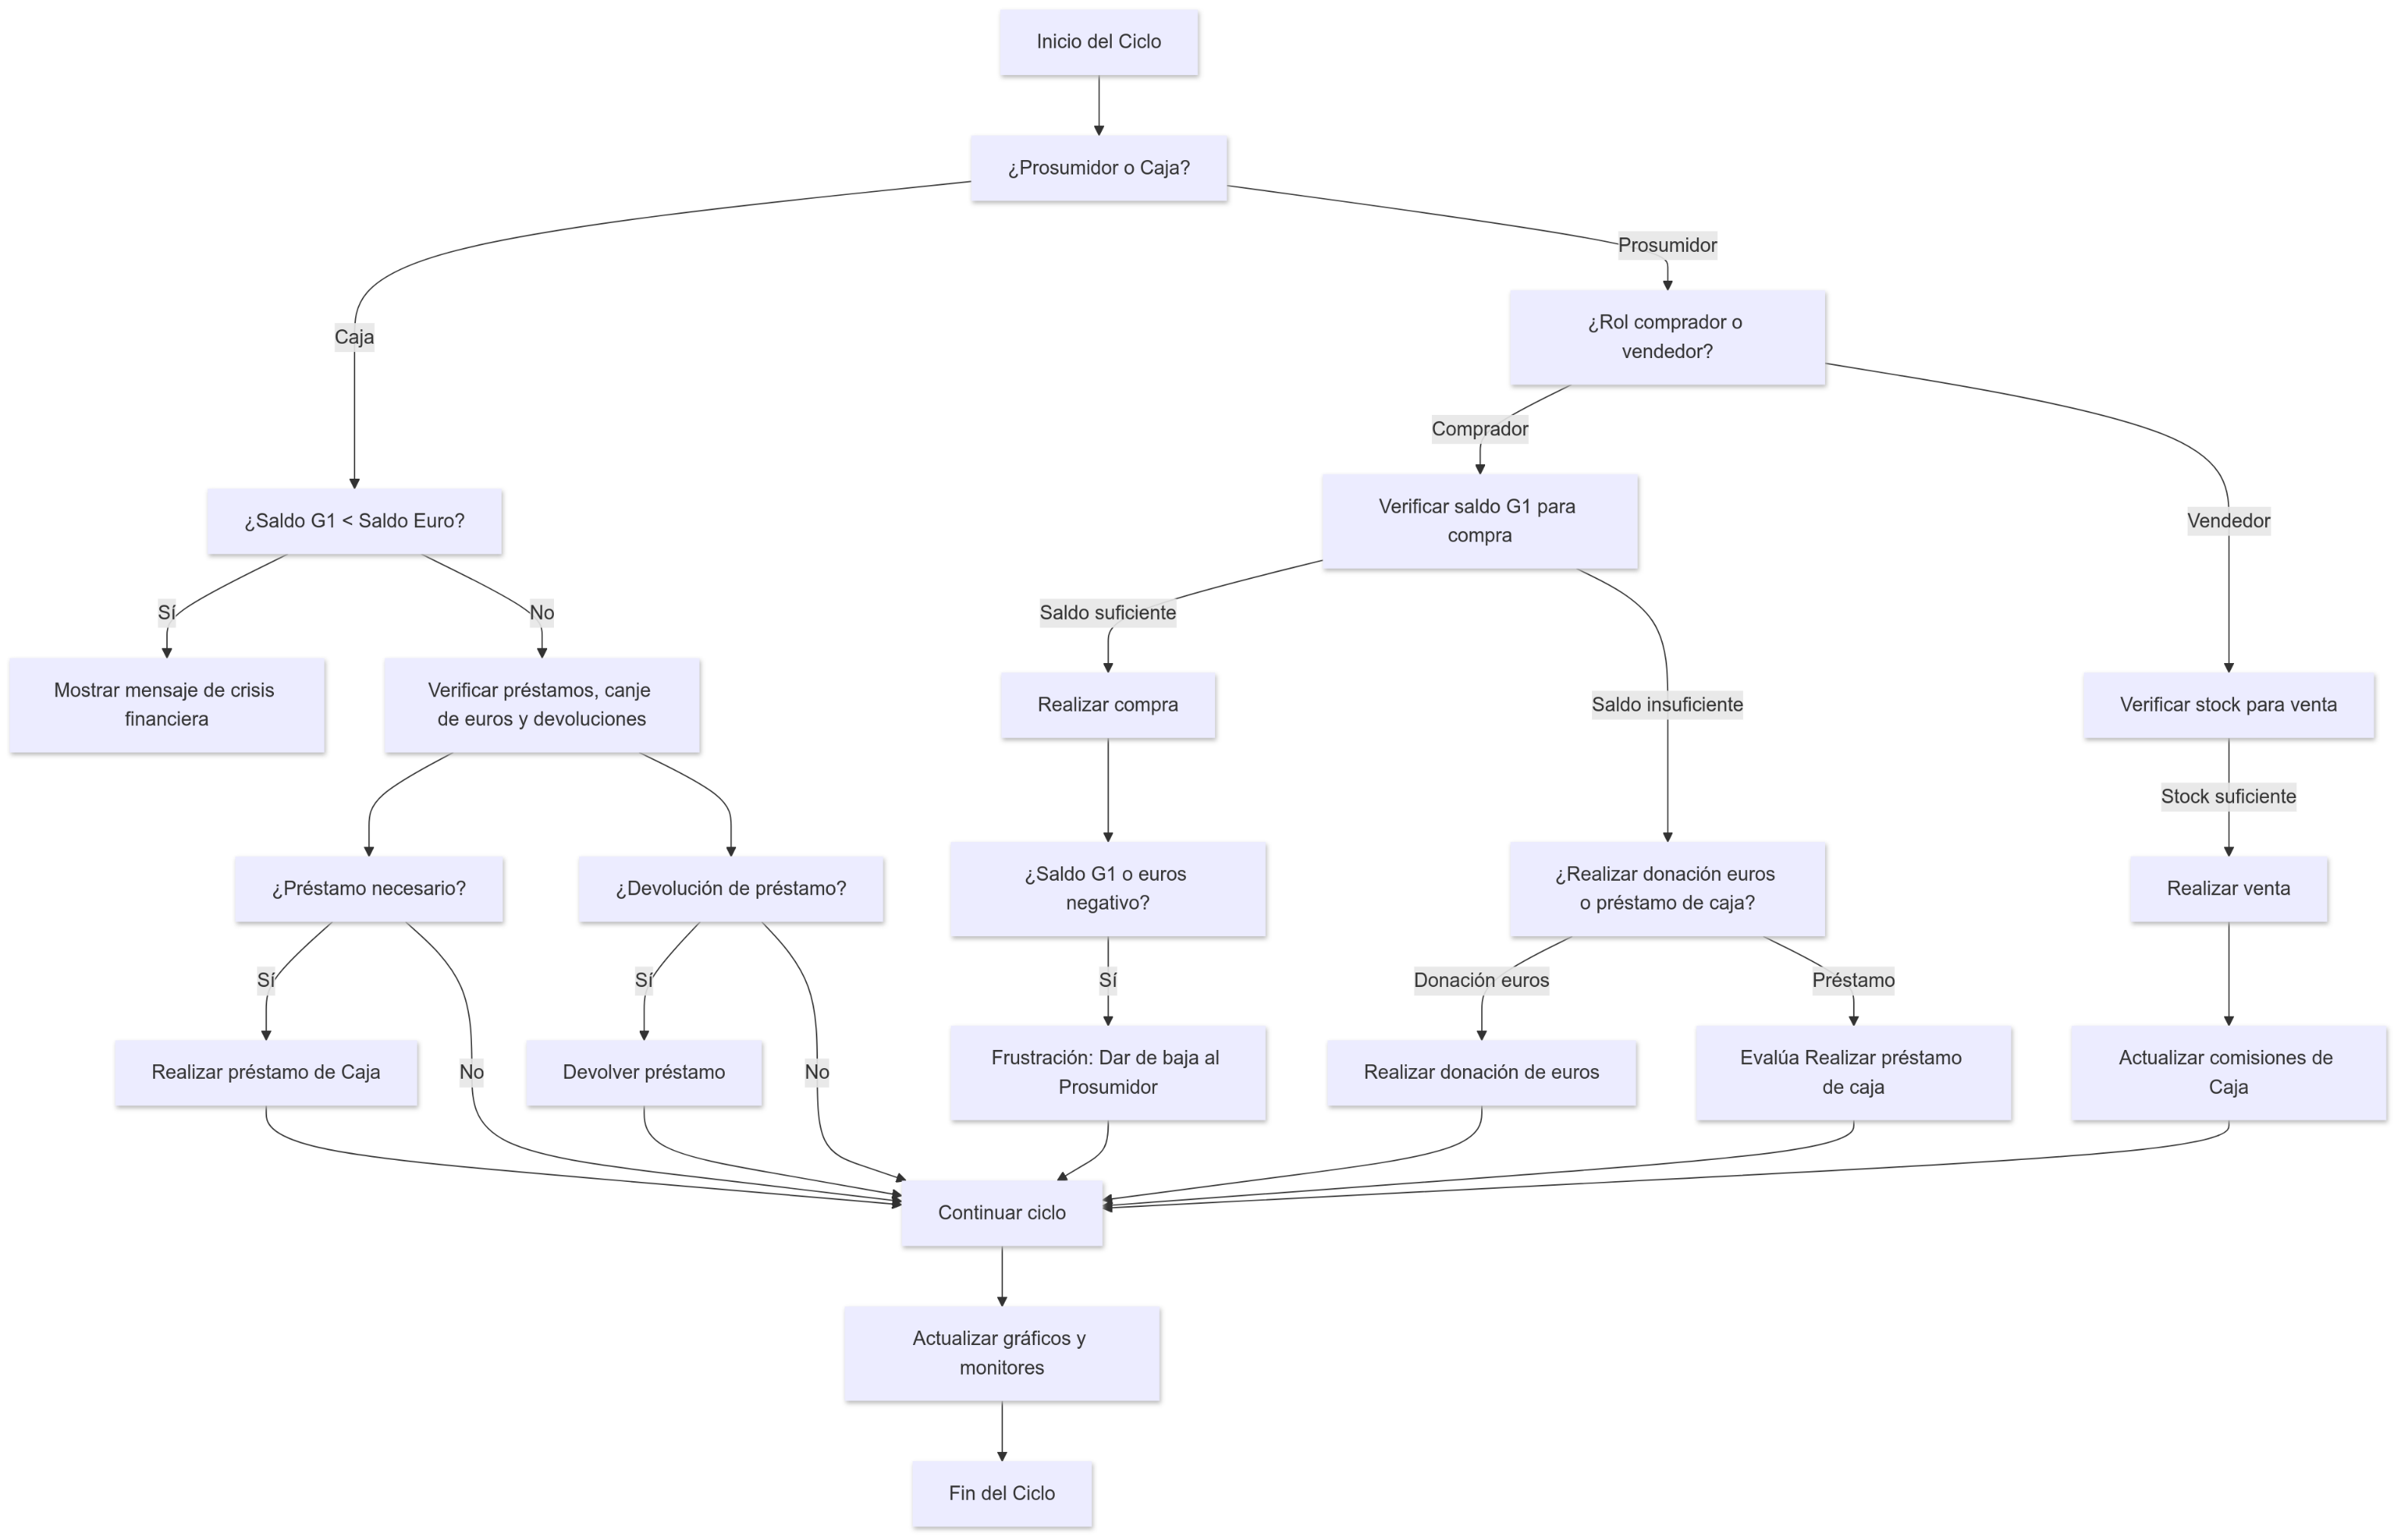 Inicio del Ciclo
¿Prosumidor o Caja?
Prosumidor
Caja
¿Rol comprador o
vendedor?
Comprador
Vendedor
¿Saldo G1 < Saldo Euro?
Verificar saldo G1 para
compra
Sí
No
Saldo suficiente
Saldo insuficiente
Mostrar mensaje de crisis
financiera
Verificar préstamos, canje
de euros y devoluciones
Realizar compra
Verificar stock para venta
Stock suficiente
¿Préstamo necesario?
¿Devolución de préstamo?
¿Saldo G1 o euros
negativo?
¿Realizar donación euros
o préstamo de caja?
Realizar venta
Sí
Sí
Sí
Donación euros
Préstamo
Realizar préstamo de Caja
No
Devolver préstamo
No
Frustración: Dar de baja al
Prosumidor
Realizar donación de euros
Evalúa Realizar préstamo
de caja
Actualizar comisiones de
Caja
Continuar ciclo
Actualizar gráficos y
monitores
Fin del Ciclo